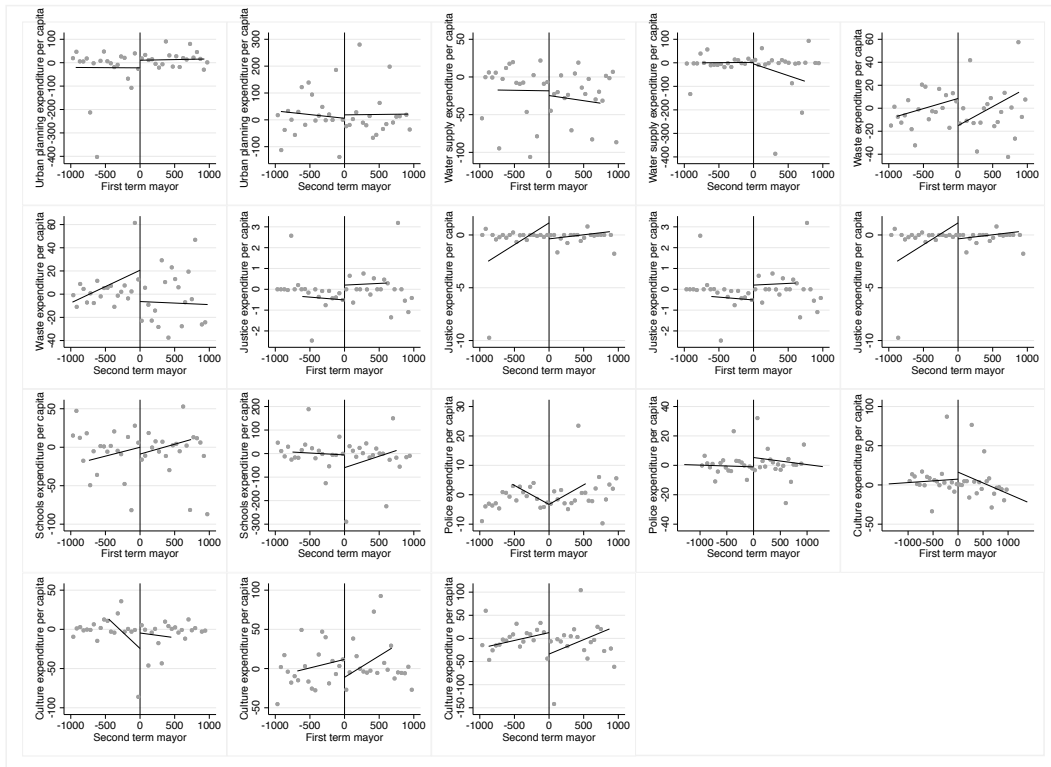 Urban planning expenditure per capita
100
0
-100
-200
-300
-400
-1000 -500 0 500 1000
First term mayor
Urban planning expenditure per capita
300
200
100
0
-100
-1000 -500 0 500 1000
Second term mayor
Water supply expenditure per capita
50
0
-50
-100
-1000 -500 0 500 1000
First term mayor
Water supply expenditure per capita
100
0
-100
-200
-300
-400
-1000 -500 0 500 1000
Second term mayor
Waste expenditure per capita
60
40
20
0
-20
-40
-1000 -500 0 500 1000
First term mayor
Waste expenditure per capita
60
40
20
0
-20
-40
-1000 -500 0 500 1000
Second term mayor
Justice expenditure per capita
3
2
1
0
-1
-2
-1000 -500 0 500 1000
First term mayor
Justice expenditure per capita
0
-5
-10
-1000 -500 0 500 1000
Second term mayor
Justice expenditure per capita
3
2
1
0
-1
-2
-1000 -500 0 500 1000
First term mayor
Justice expenditure per capita
0
-5
-10
-1000 -500 0 500 1000
Second term mayor
Schools expenditure per capita
50
0
-50
-100
-1000 -500 0 500 1000
First term mayor
Schools expenditure per capita
200
100
0
-100
-200
-300
-1000 -500 0 500 1000
Second term mayor
Police expenditure per capita
30
20
10
0
-10
-1000 -500 0 500 1000
First term mayor
Police expenditure per capita
40
20
0
-20
-40
-1000 -500 0 500 1000
Second term mayor
Culture expenditure per capita
100
50
0
-50
-1000 -500 0 500 1000
First term mayor
Culture expenditure per capita
50
0
-50
-100
-1000 -500 0 500 1000
Second term mayor
Culture expenditure per capita
100
50
0
-50
-1000 -500 0 500 1000
First term mayor
Culture expenditure per capita
100
50
0
-50
-100
-150
-1000 -500 0 500 1000
Second term mayor